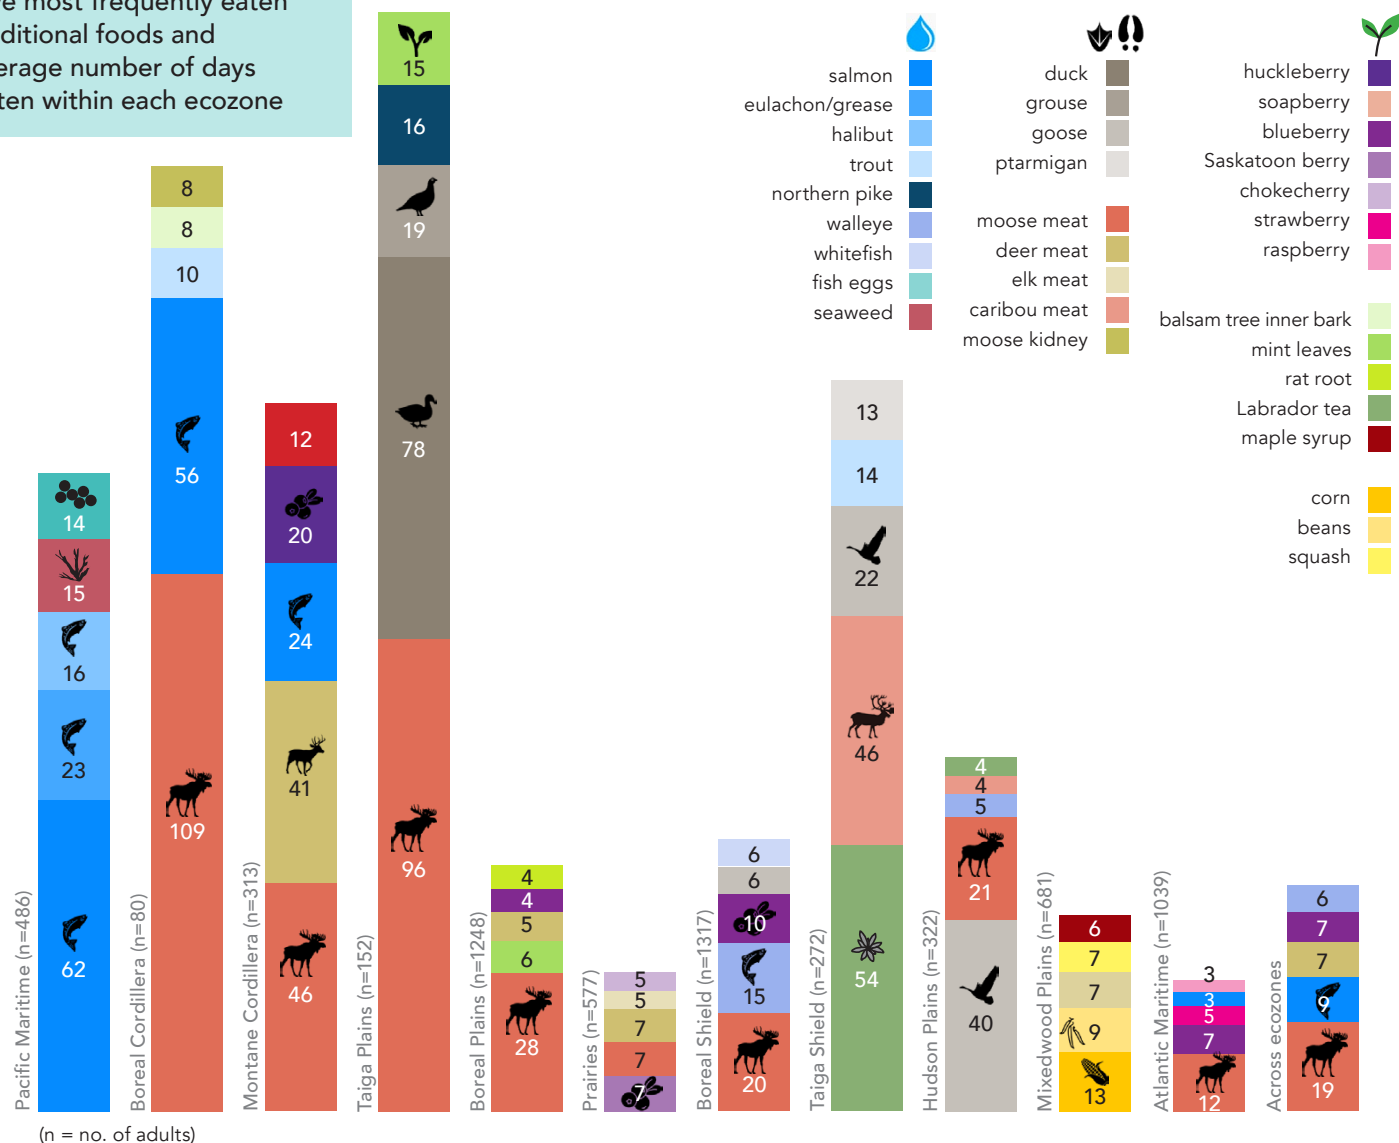 most frequently eaten
foods and
number of days
within each ecozone
salmon
eulachon/grease
halibut
trout
northern pike
walleye
whitefish
fish eggs
seaweed
duck
grouse
goose
ptarmigan
moose meat
deer meat
elk meat
caribou meat
moose kidney
huckleberry
soapberry
blueberry
Saskatoon berry
chokecherry
strawberry
raspberry
balsam tree inner bark
mint leaves
rat root
Labrador tea
maple syrup
corn
beans
squash
14
15
16
23
62
Pacific Maritime (n=486)
8
8
10
56
109
Boreal Cordillera (n=80)
12
20
24
41
46
Montane Cordillera (n=313)
15
16
19
78
96
Taiga Plains (n=152)
4
4
5
6
28
Boreal Plains (n=1248)
5
5
7
7
7
Prairies (n=577)
6
6
10
15
20
Boreal Shield (n=1317)
13
14
22
46
54
Taiga Shield (n=272)
4
4
5
21
40
Hudson Plains (n=322)
6
7
7
9
13
Mixedwood Plains (n=681)
3
3
5
7
12
Atlantic Maritime (n=1039)
6
7
7
9
19
Across ecozones
(n = no. of adults)